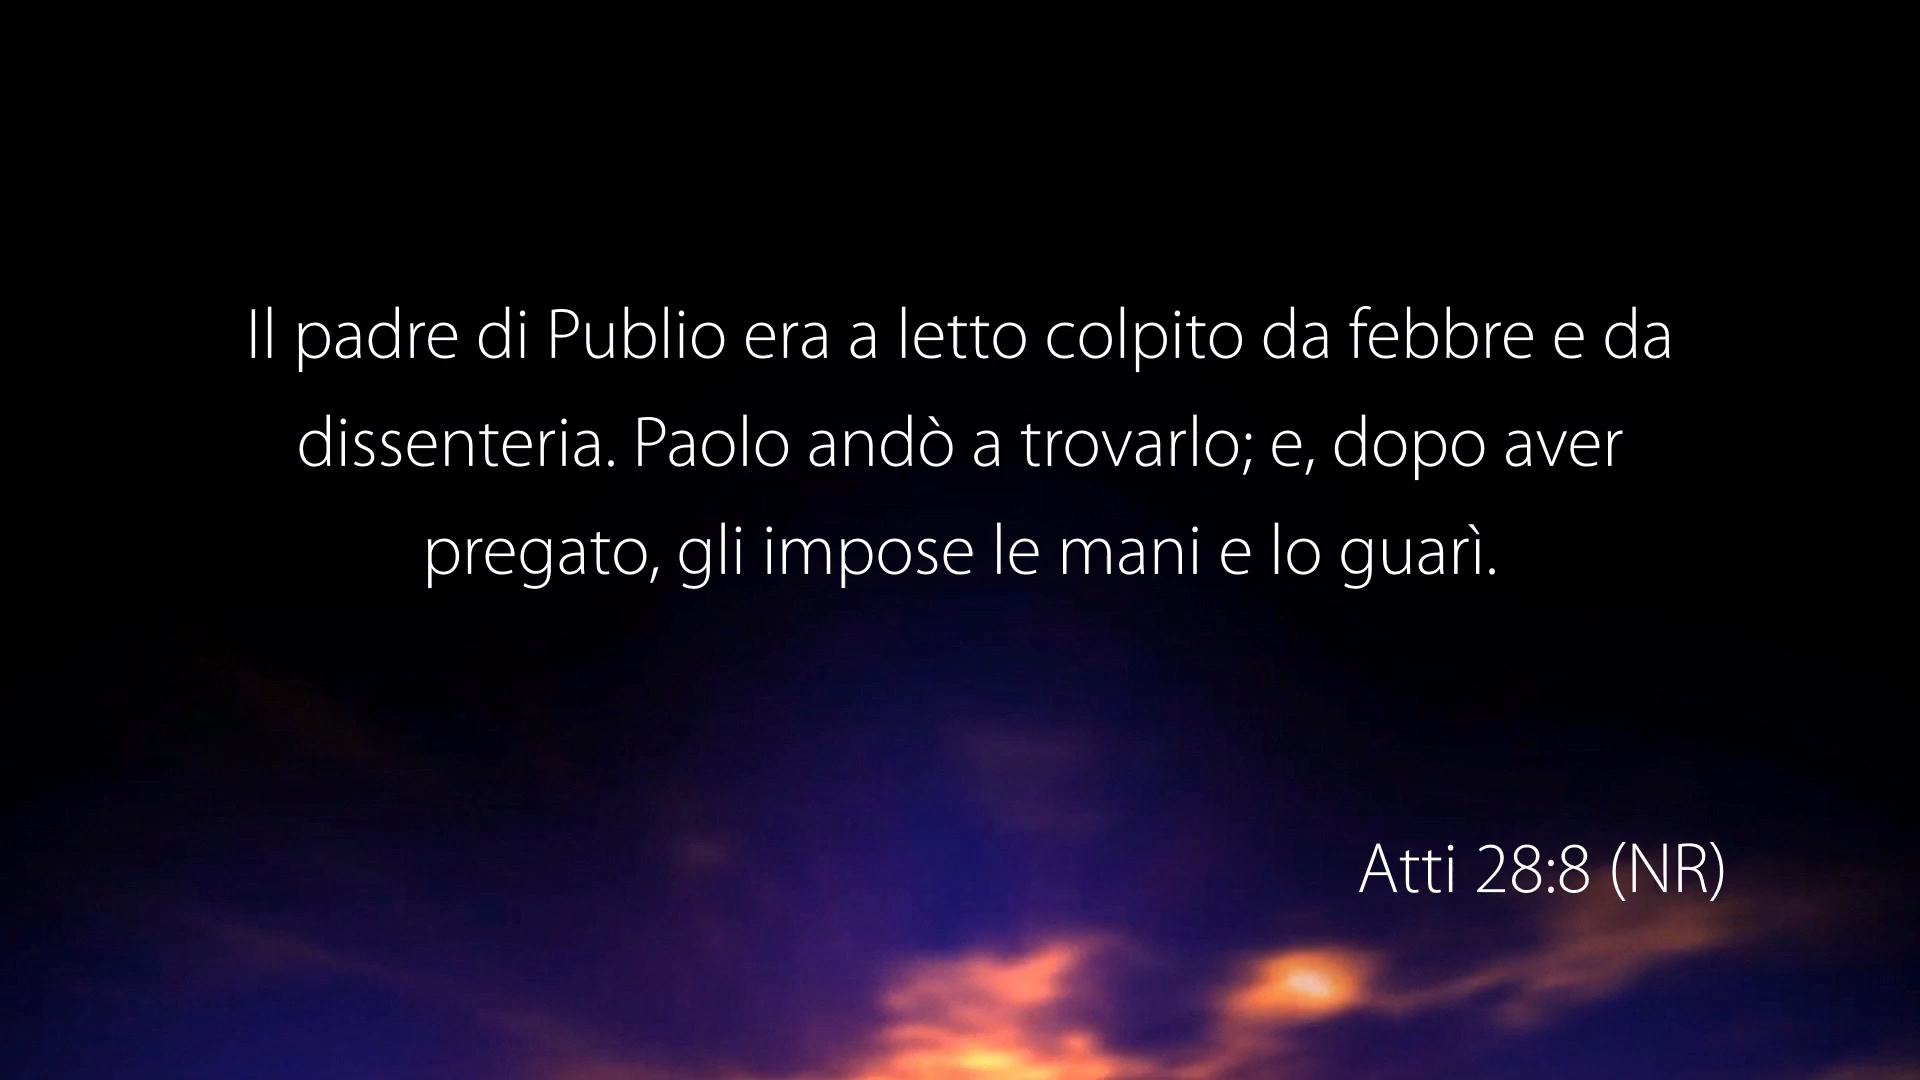 Il padre di Publio era a letto colpito da febbre e da
dissenteria. Paolo andò a trovarlo; e, dopo aver
pregato, gli impose le mani e lo guarì.
Atti 28:8 (NR)